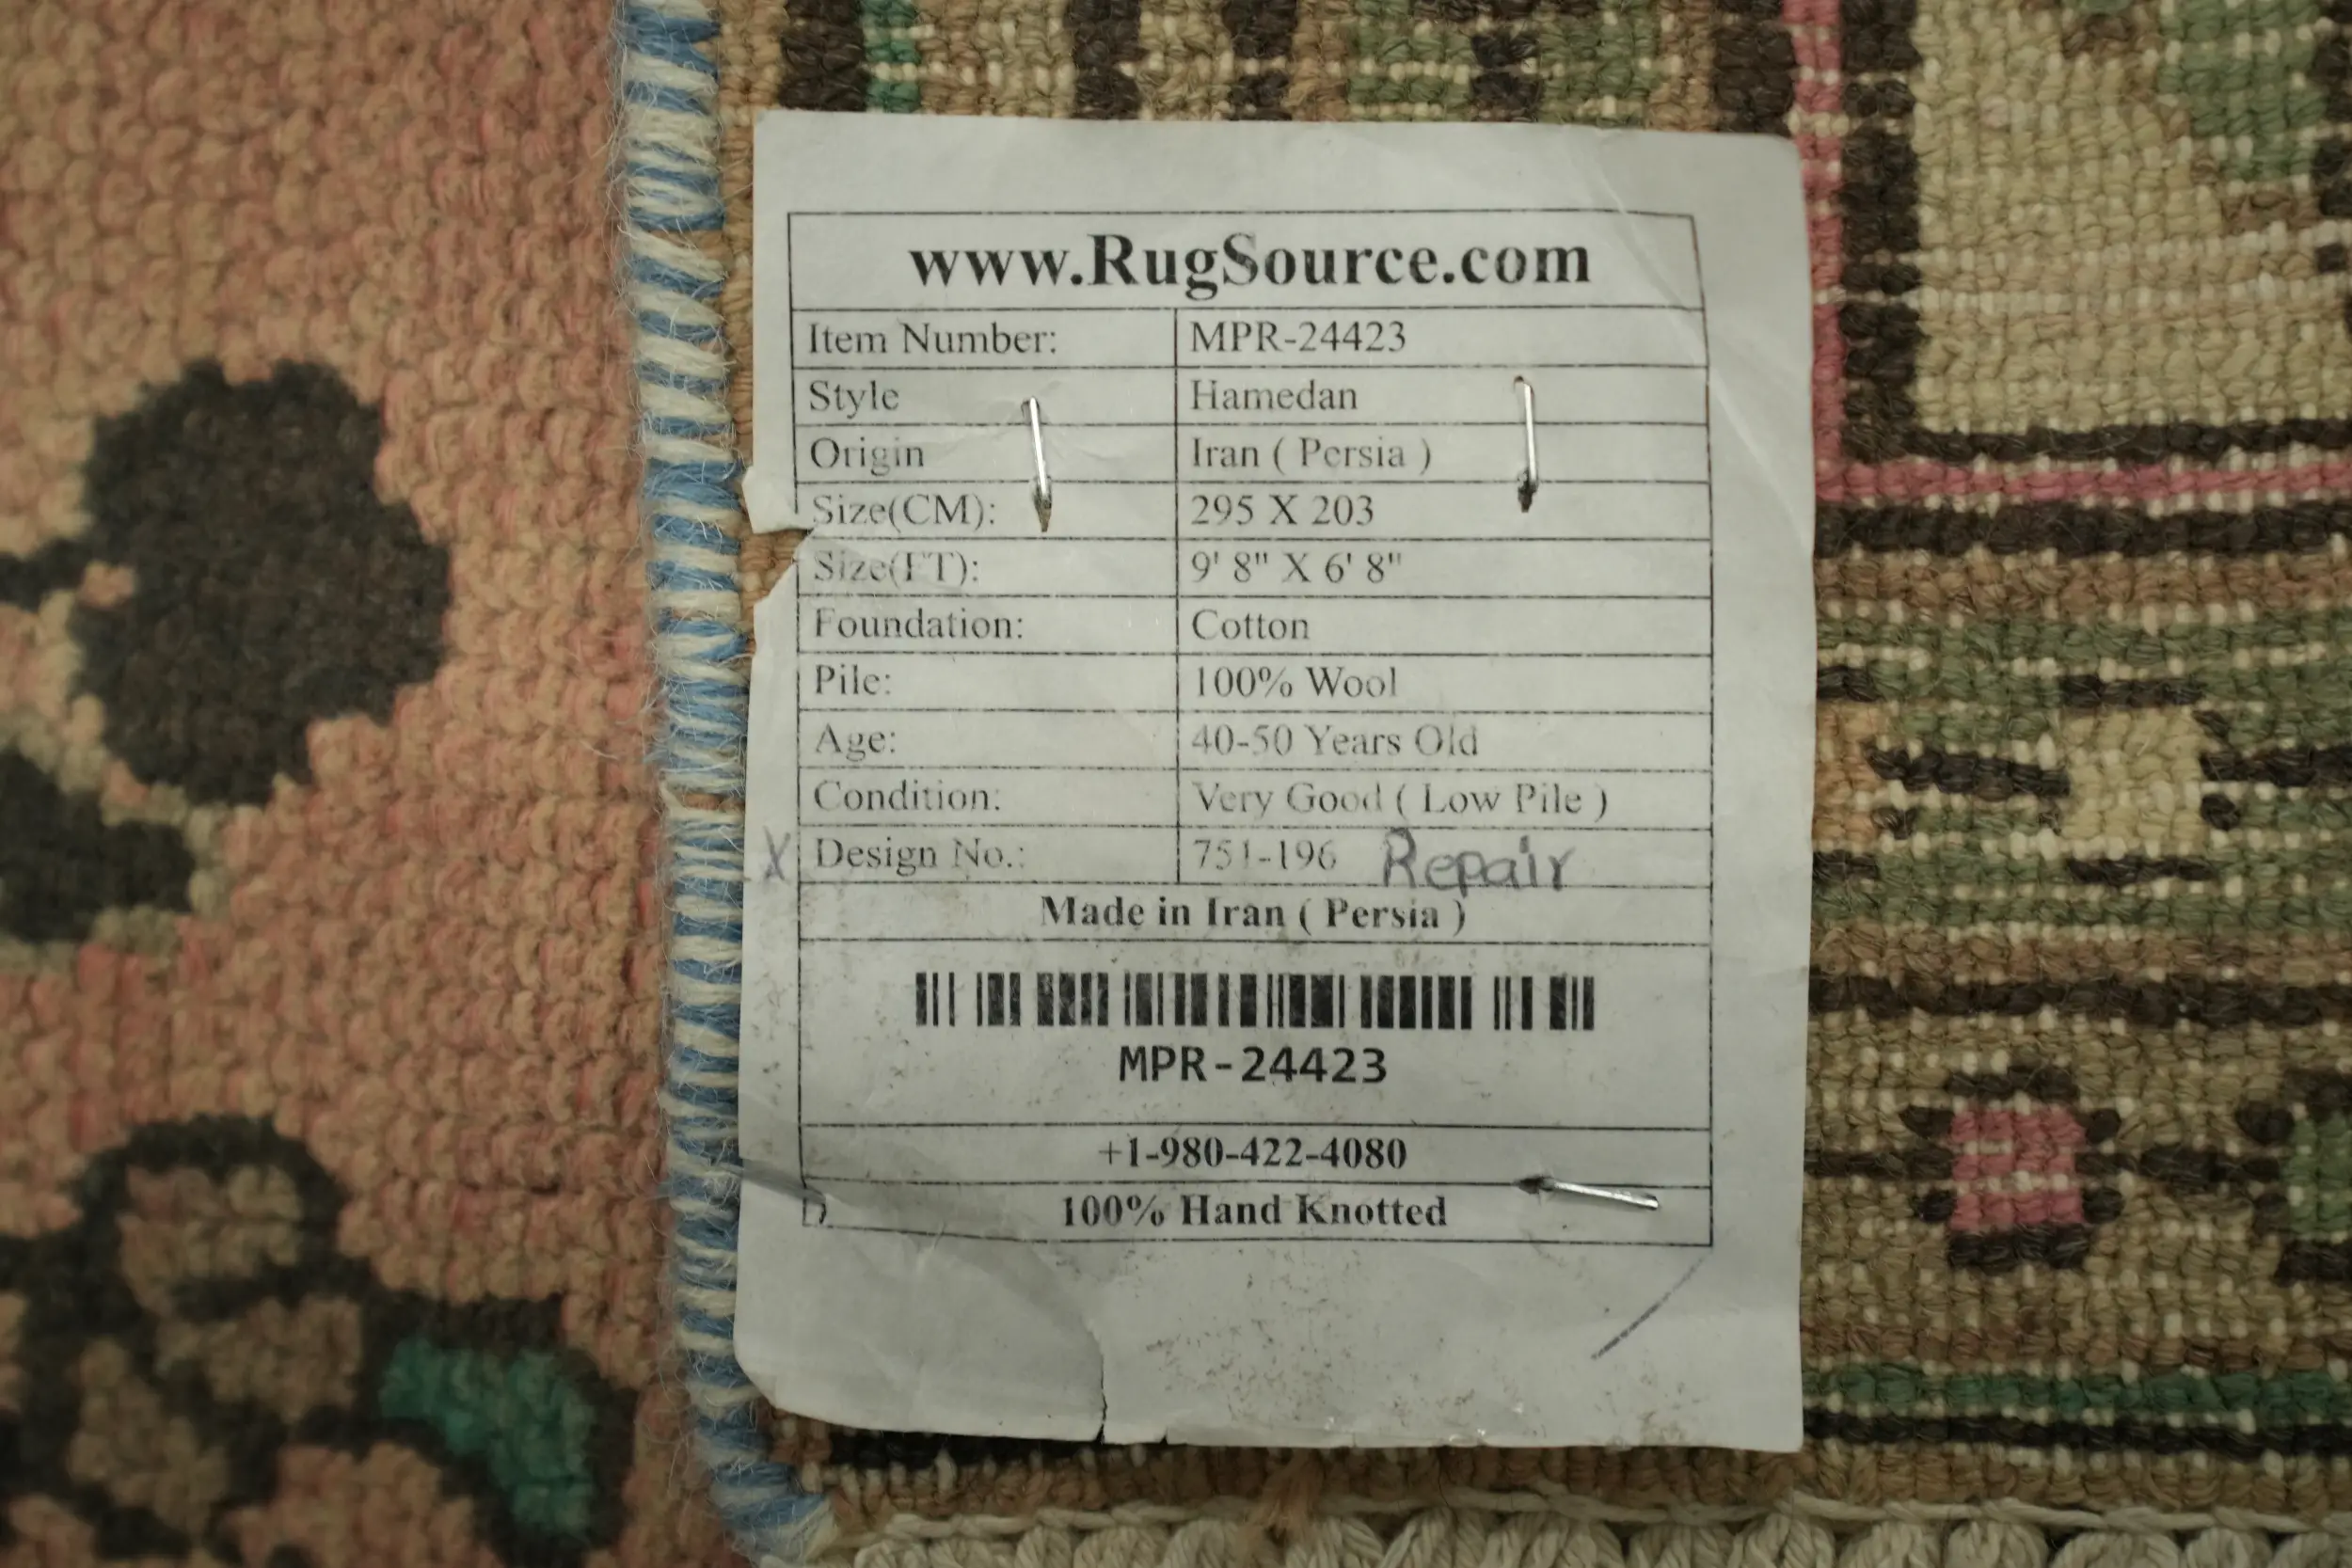 www.RugSource.com
Item Number: MPR-24423
Style Hamedan
Origin Iran ( Persia )
Size(CM): 295 X 203
Size(FT): 9' 8" X 6' 8"
Foundation: Cotton
Pile: 100% Wool
Age: 40-50 Years Old
Condition: Very Good ( Low Pile )
X Design No.: 751-196 Repair
Made in Iran ( Persia )
MPR-24423
+1-980-422-4080
100% Hand Knotted